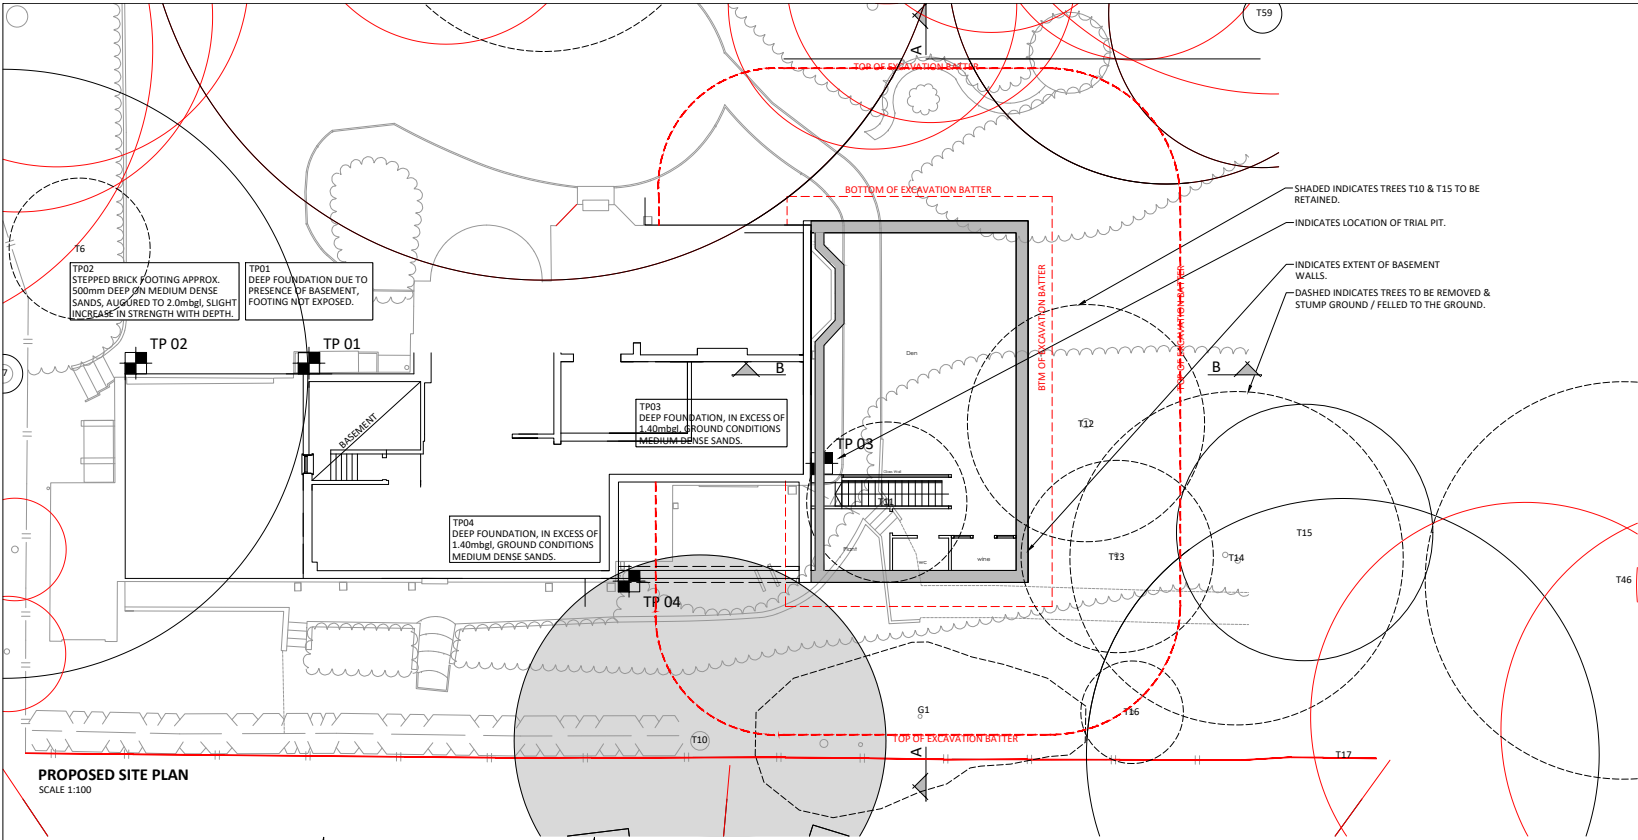 T59
A
TOP OF EXCAVATION BATTER
BOTTOM OF EXCAVATION BATTER
SHADED INDICATES TREES T10 & T15 TO BE
RETAINED.
INDICATES LOCATION OF TRIAL PIT.
INDICATES EXTENT OF BASEMENT
WALLS.
DASHED INDICATES TREES TO BE REMOVED &
STUMP GROUND / FELLED TO THE GROUND.
T6
TP02
STEPPED BRICK FOOTING APPROX.
500mm DEEP ON MEDIUM DENSE
SANDS, AUGURED TO 2.0mbgl, SLIGHT
INCREASE IN STRENGTH WITH DEPTH.
TP01
DEEP FOUNDATION DUE TO
PRESENCE OF BASEMENT,
FOOTING NOT EXPOSED.
TP 02
TP 01
7
BASEMENT
B
Den
BTM OF EXCAVATION BATTER
TOP OF EXCAVATION BATTER
B
TP03
DEEP FOUNDATION, IN EXCESS OF
1.40mbgl, GROUND CONDITIONS
MEDIUM DENSE SANDS.
TP 03
T12
Glass Wall
T11
TP04
DEEP FOUNDATION, IN EXCESS OF
1.40mbgl, GROUND CONDITIONS
MEDIUM DENSE SANDS.
Plant
wc
wine
T13
T14
T15
T46
TP 04
G1
T16
T10
TOP OF EXCAVATION BATTER
A
T17
PROPOSED SITE PLAN
SCALE 1:100